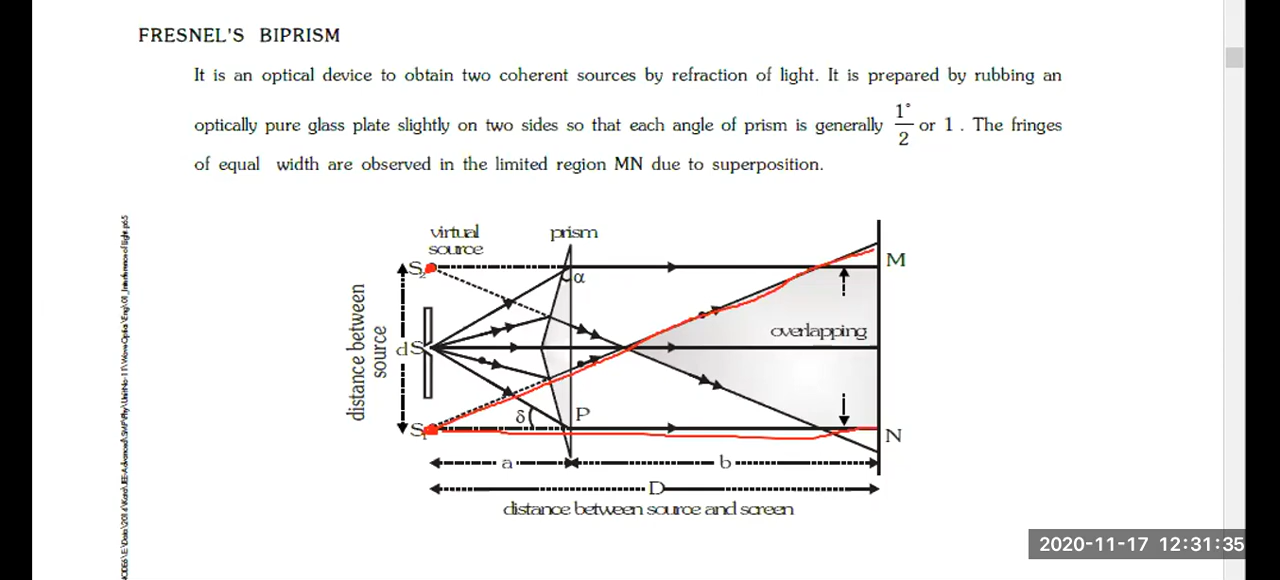 FRESNEL'S BIPRISM
It is an optical device to obtain two coherent sources by refraction of light. It is prepared by rubbing an
optically pure glass plate slightly on two sides so that each angle of prism is generally 1°/2 or 1 . The fringes
of equal width are observed in the limited region MN due to superposition.
virtual
source
prism
S2
α
M
distance between
source
overlapping
dS
P
δ
S1
N
a
b
D
distance between source and screen
2020-11-17 12:31:35